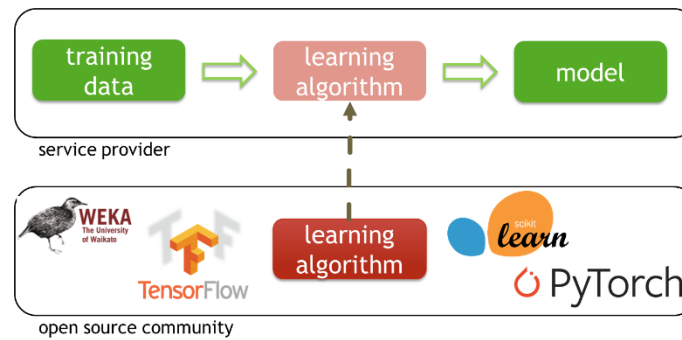 training
data
learning
algorithm
model
service provider
WEKA
The University
of Waikato
TF
TensorFlow
learning
algorithm
scikit
learn
PyTorch
open source community